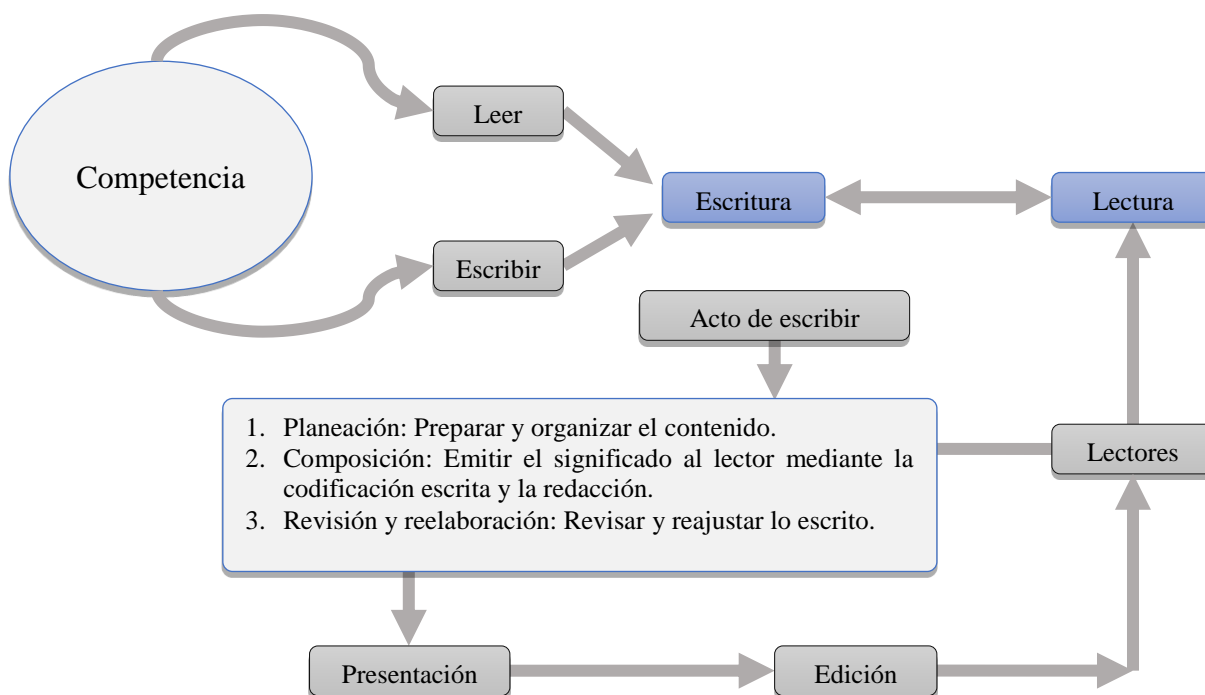 Leer
Competencia
Escritura
Lectura
Escribir
Acto de escribir
1. Planeación: Preparar y organizar el contenido.
2. Composición: Emitir el significado al lector mediante la
codificación escrita y la redacción.
3. Revisión y reelaboración: Revisar y reajustar lo escrito.
Lectores
Presentación
Edición